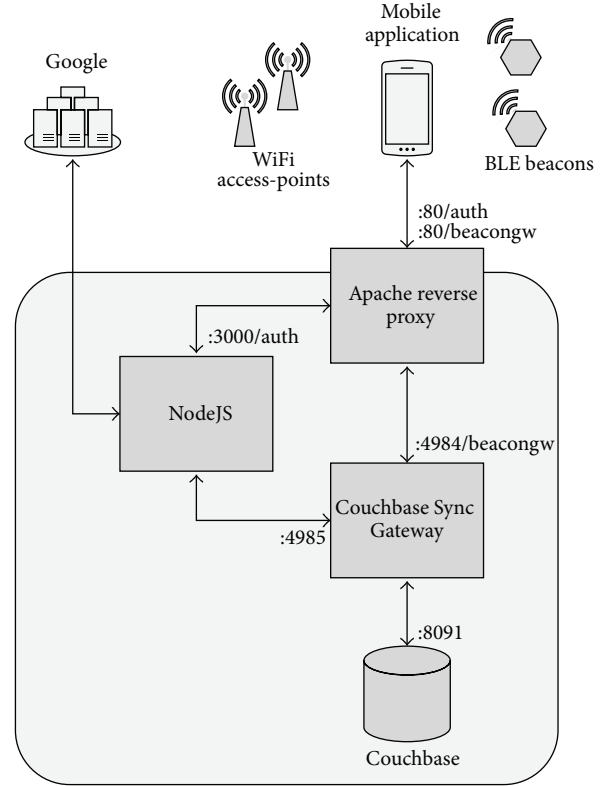 Mobile
application
Google
WiFi
access-points
BLE beacons
:80/auth
:80/beacongw
Apache reverse
proxy
:3000/auth
NodeJS
:4984/beacongw
Couchbase Sync
Gateway
:4985
:8091
Couchbase